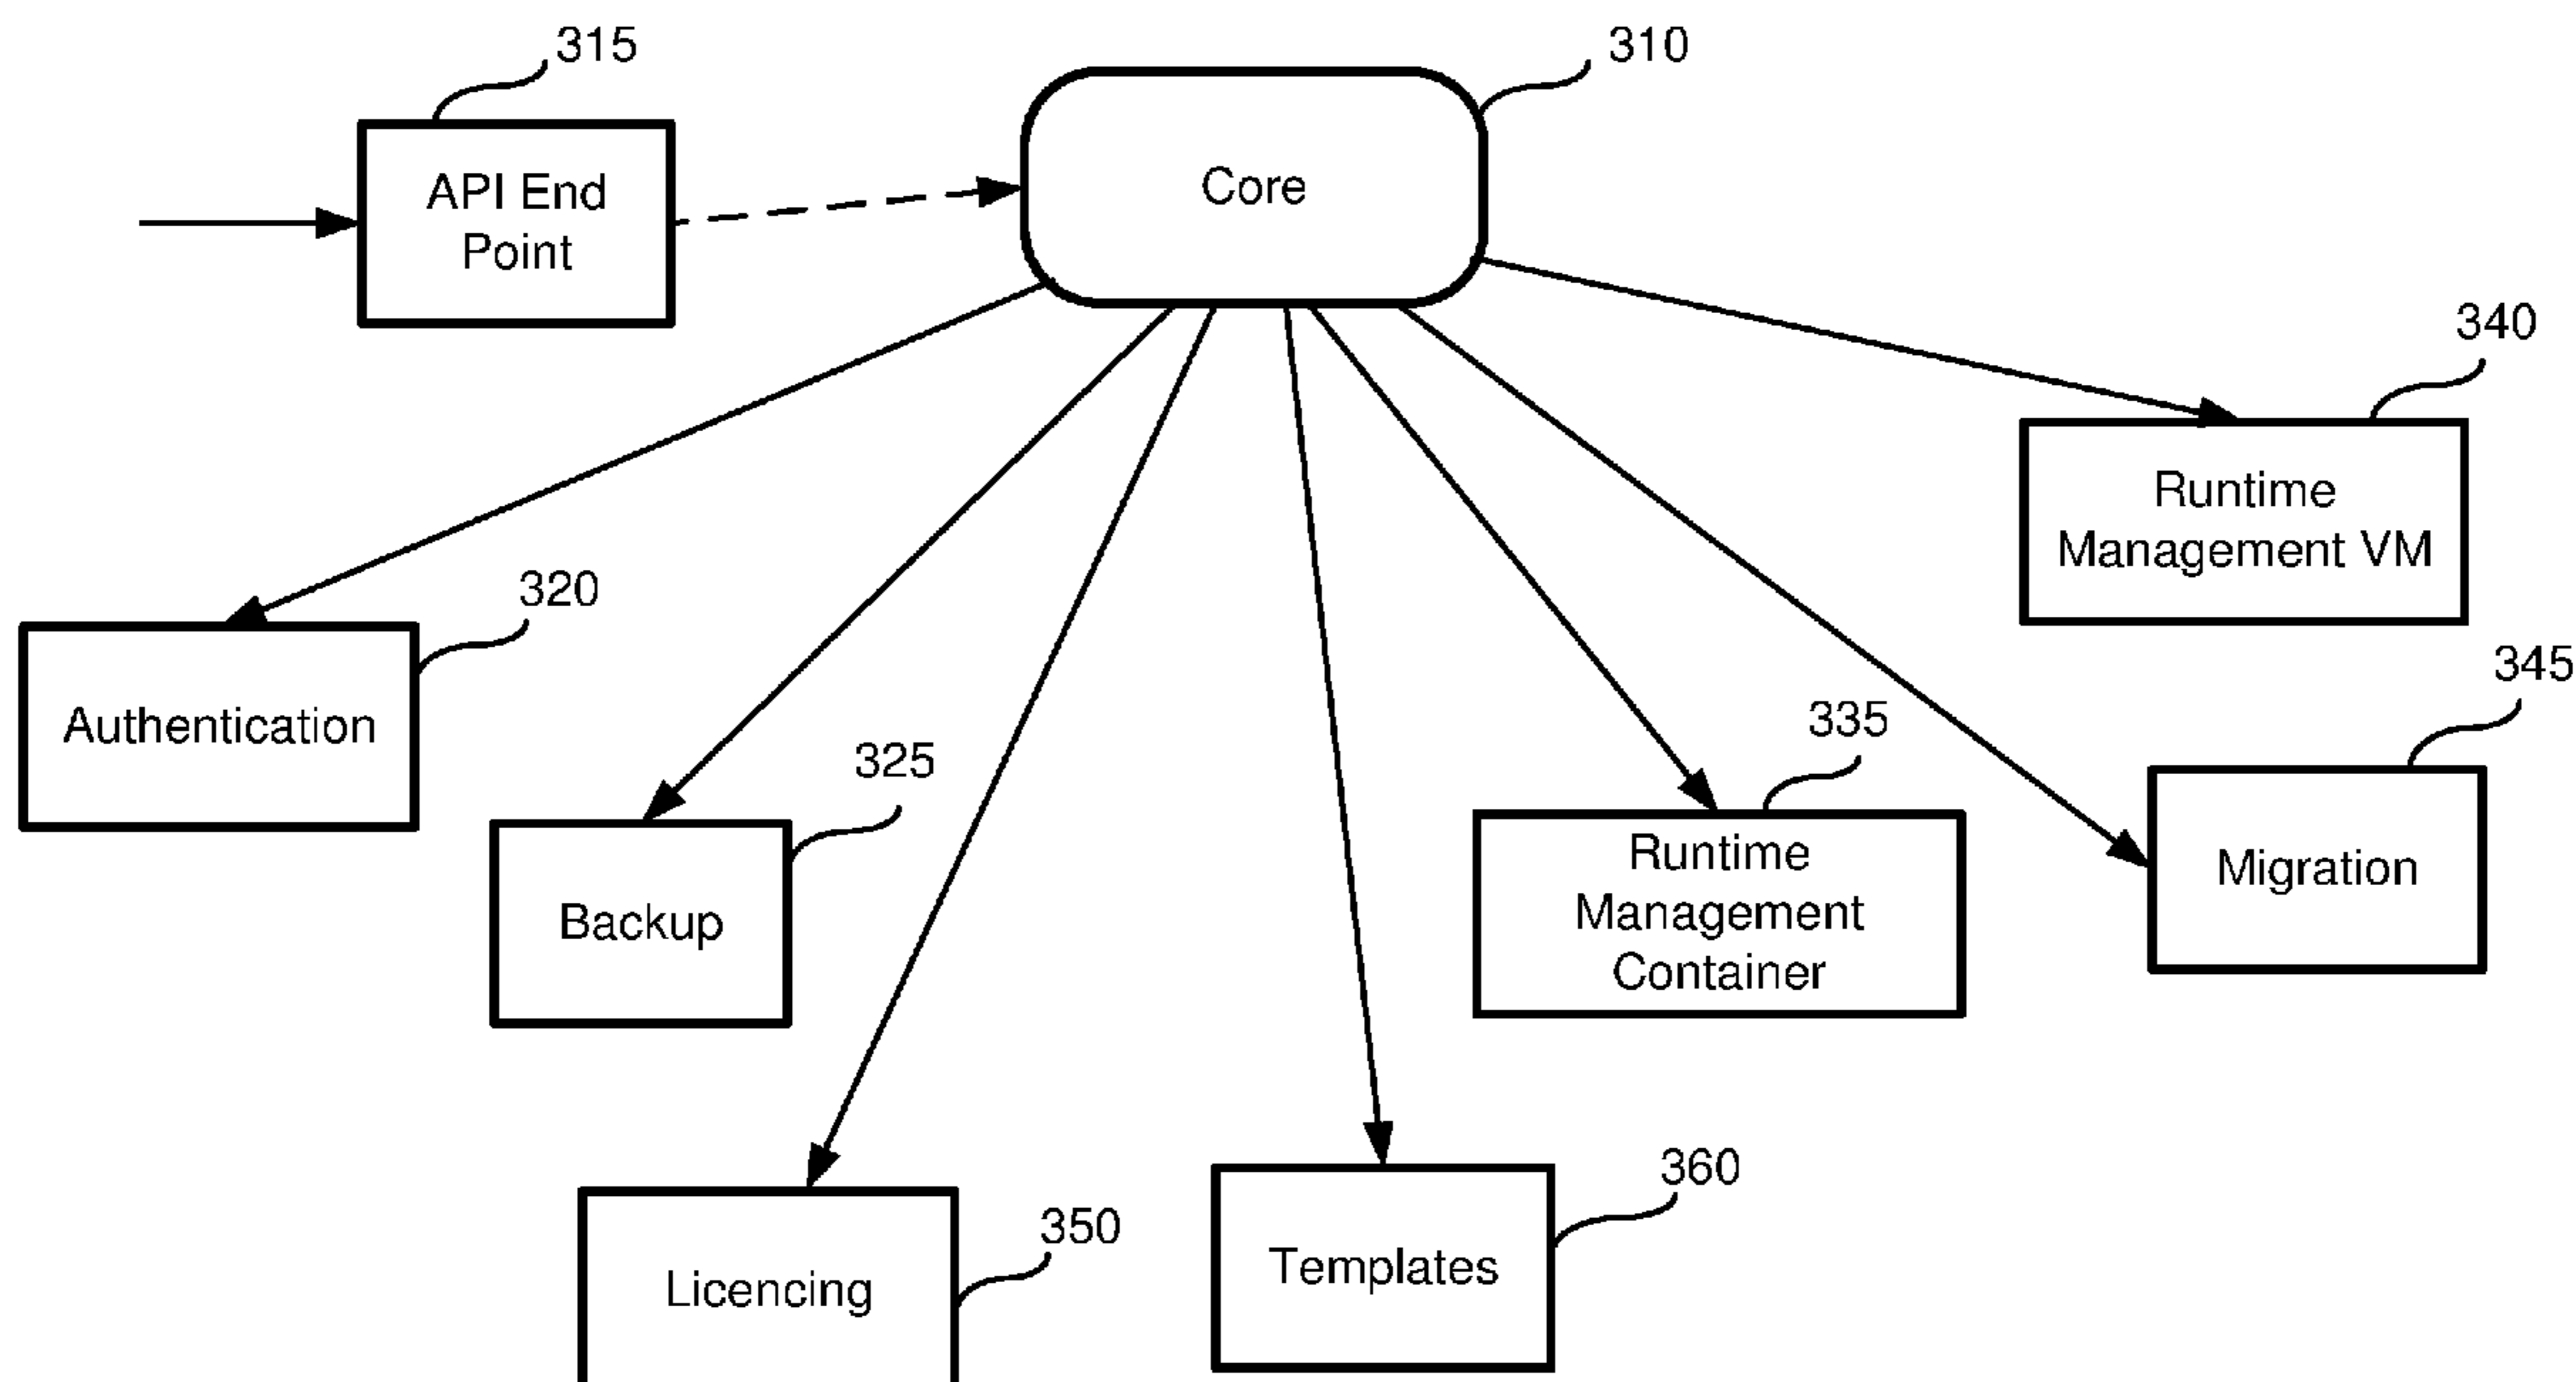 315
310
API End
Point
Core
340
Runtime
Management VM
320
Authentication
345
335
325
Runtime
Management
Container
Migration
Backup
360
350
Templates
Licencing